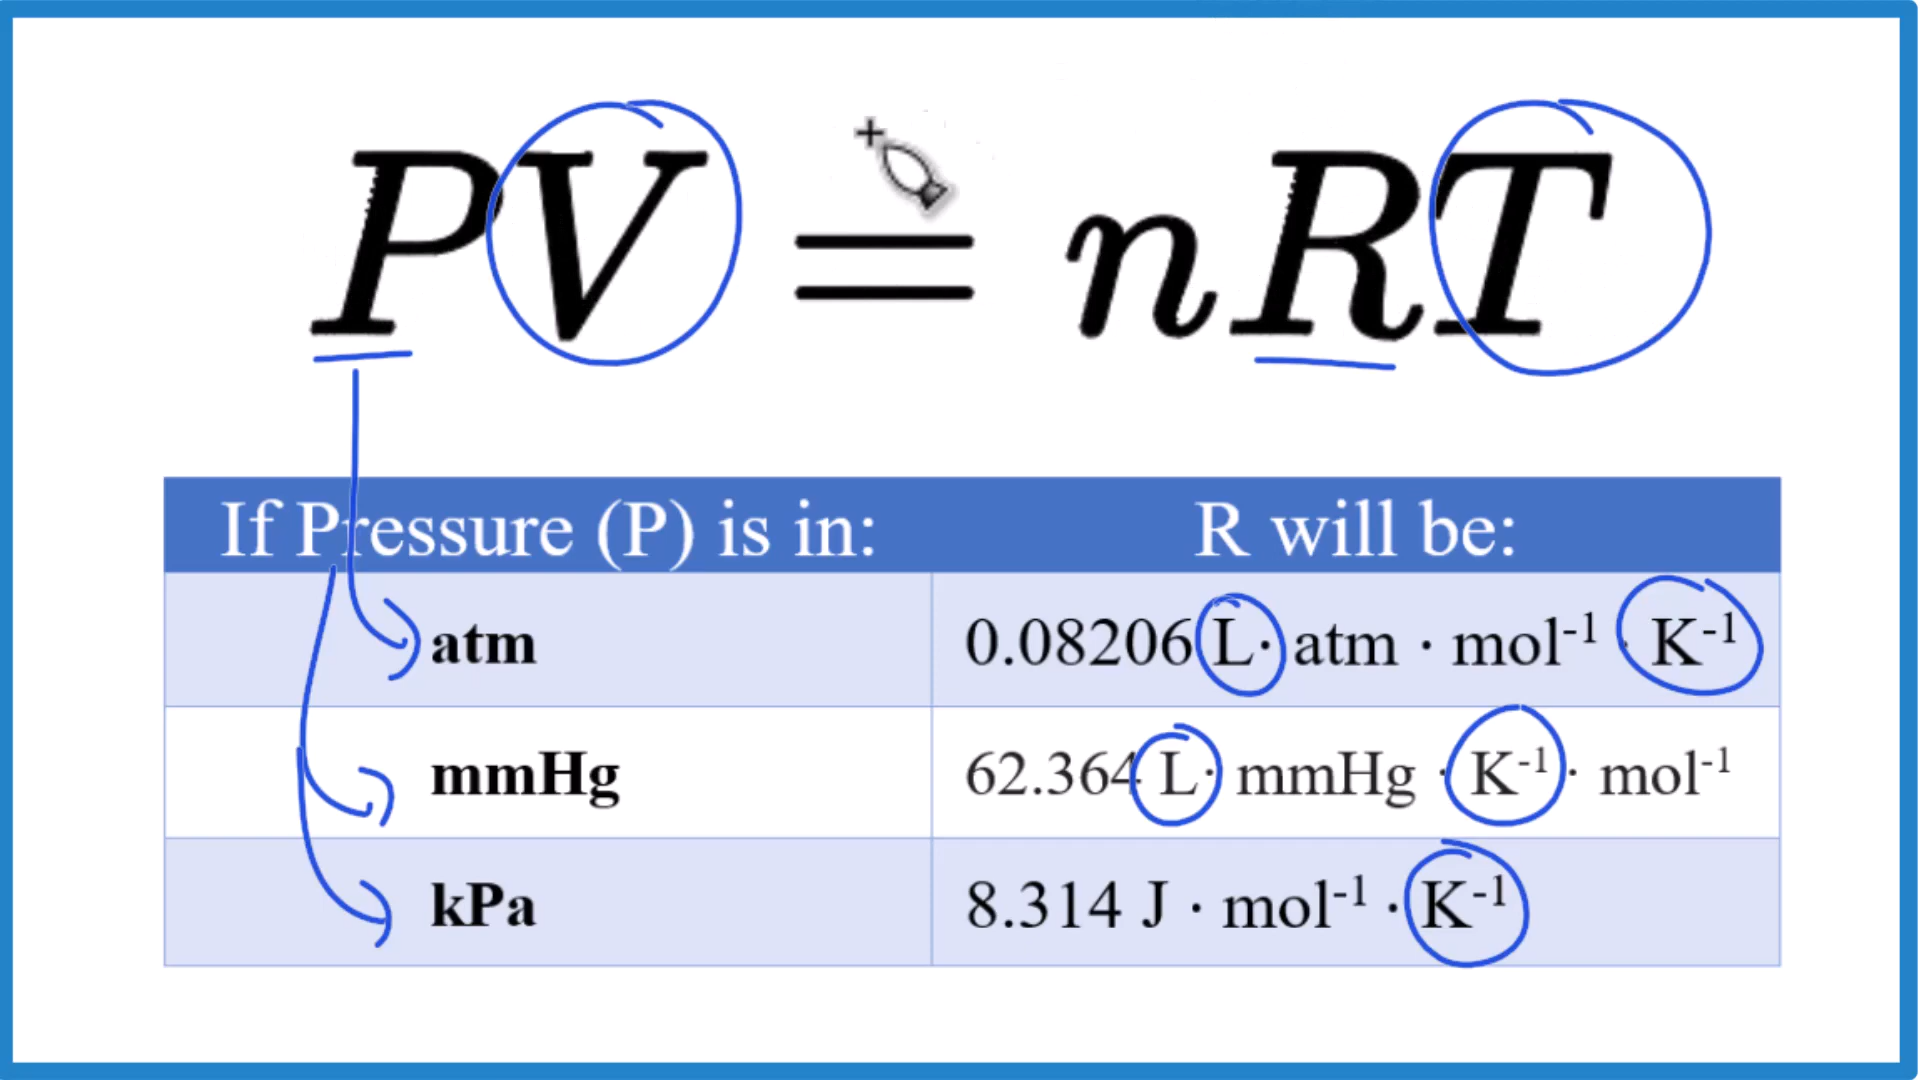 PV = nRT
If Pressure (P) is in: R will be:
atm 0.08206 L· atm · mol⁻¹ · K⁻¹
mmHg 62.364 L· mmHg · K⁻¹ · mol⁻¹
kPa 8.314 J · mol⁻¹ · K⁻¹